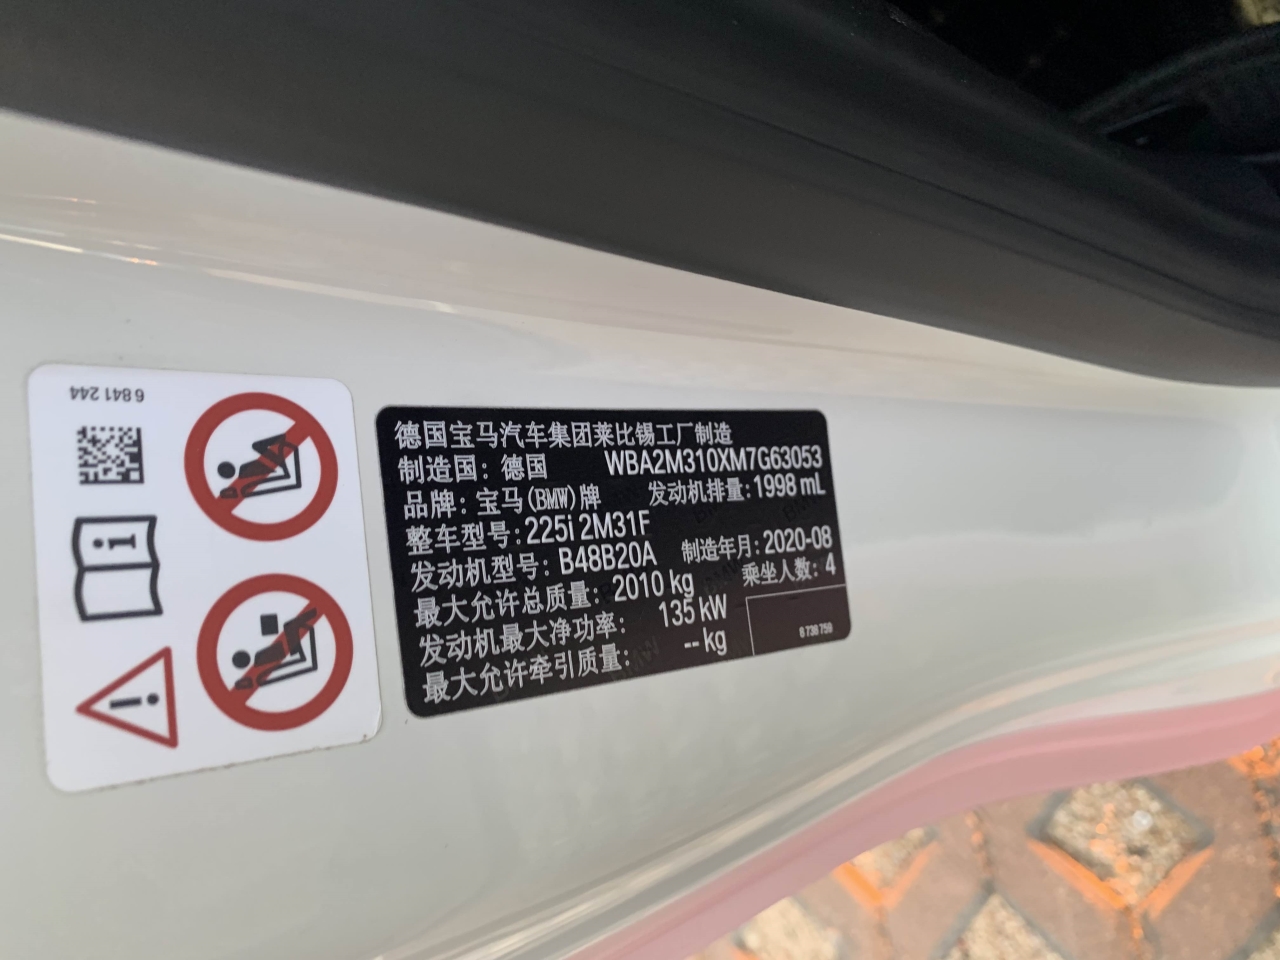 6 841 244
德国宝马汽车集团莱比锡工厂制造
制造国：德国 WBA2M310XM7G63053
品牌：宝马(BMW)牌 发动机排量：1998 mL
整车型号：225i 2M31F
发动机型号：B48B20A 制造年月：2020-08
最大允许总质量：2010 kg 乘坐人数：4
发动机最大净功率： 135 kW
最大允许牵引质量： -- kg
6 736 759